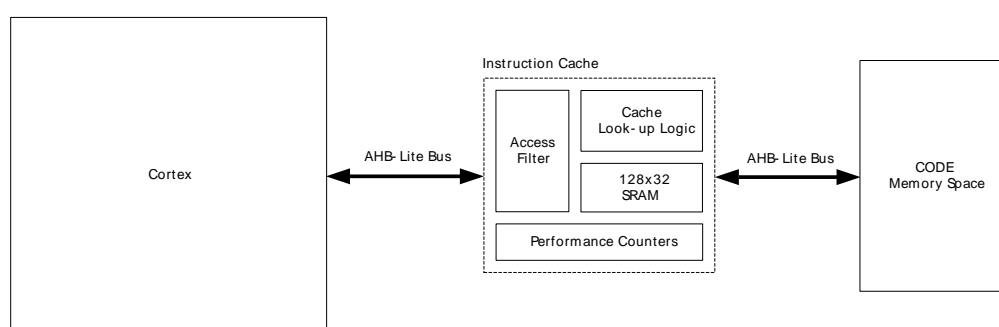 Instruction Cache
Cortex
AHB-Lite Bus
Access
Filter
Cache
Look-up Logic
128x32
SRAM
Performance Counters
AHB-Lite Bus
CODE
Memory Space